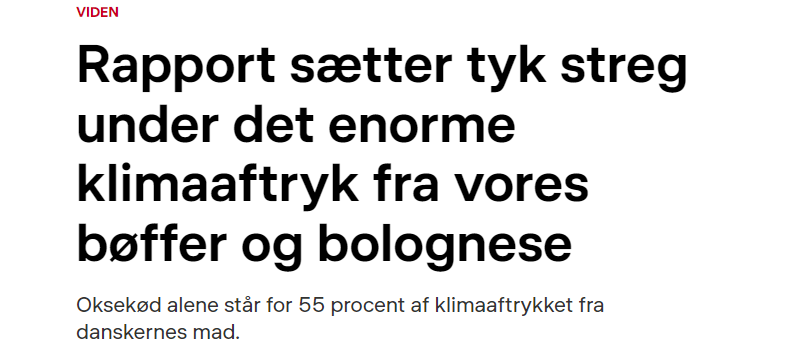 VIDEN
Rapport sætter tyk streg
under det enorme
klimaaftryk fra vores
bøffer og bolognese
Oksekød alene står for 55 procent af klimaaftrykket fra
danskernes mad.